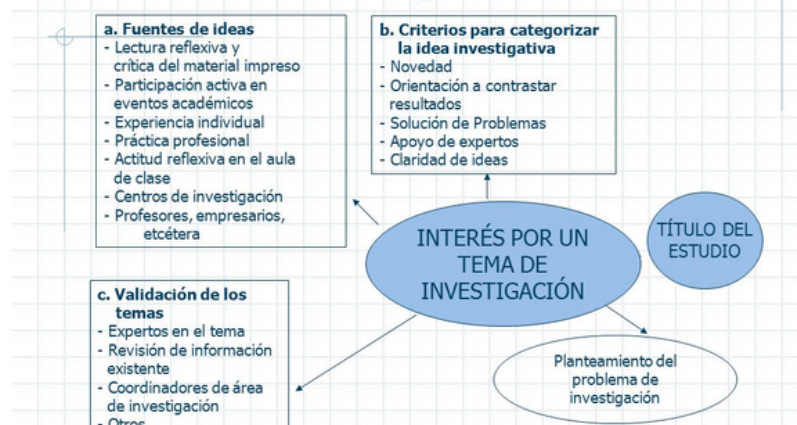 a. Fuentes de ideas
- Lectura reflexiva y
crítica del material impreso
- Participación activa en
eventos académicos
- Experiencia individual
- Práctica profesional
- Actitud reflexiva en el aula
de clase
- Centros de investigación
- Profesores, empresarios,
etcétera
b. Criterios para categorizar
la idea investigativa
- Novedad
- Orientación a contrastar
resultados
- Solución de Problemas
- Apoyo de expertos
- Claridad de ideas
INTERÉS POR UN
TEMA DE
INVESTIGACIÓN
TÍTULO DEL
ESTUDIO
c. Validación de los
temas
- Expertos en el tema
- Revisión de información
existente
- Coordinadores de área
de investigación
- Otros
Planteamiento del
problema de
investigación